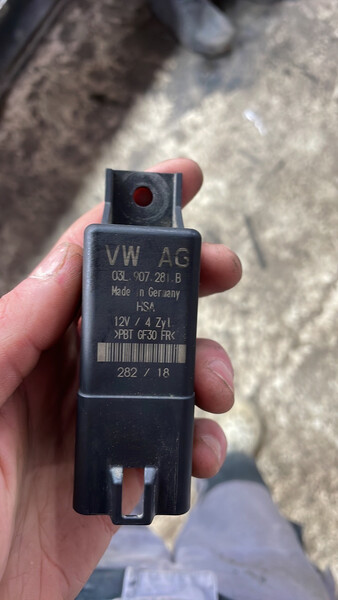 VW AG
03L.907.281.B
Made in Germany
HSA
12V / 4 Zyl.
>PBT GF30 FR<
282 / 18